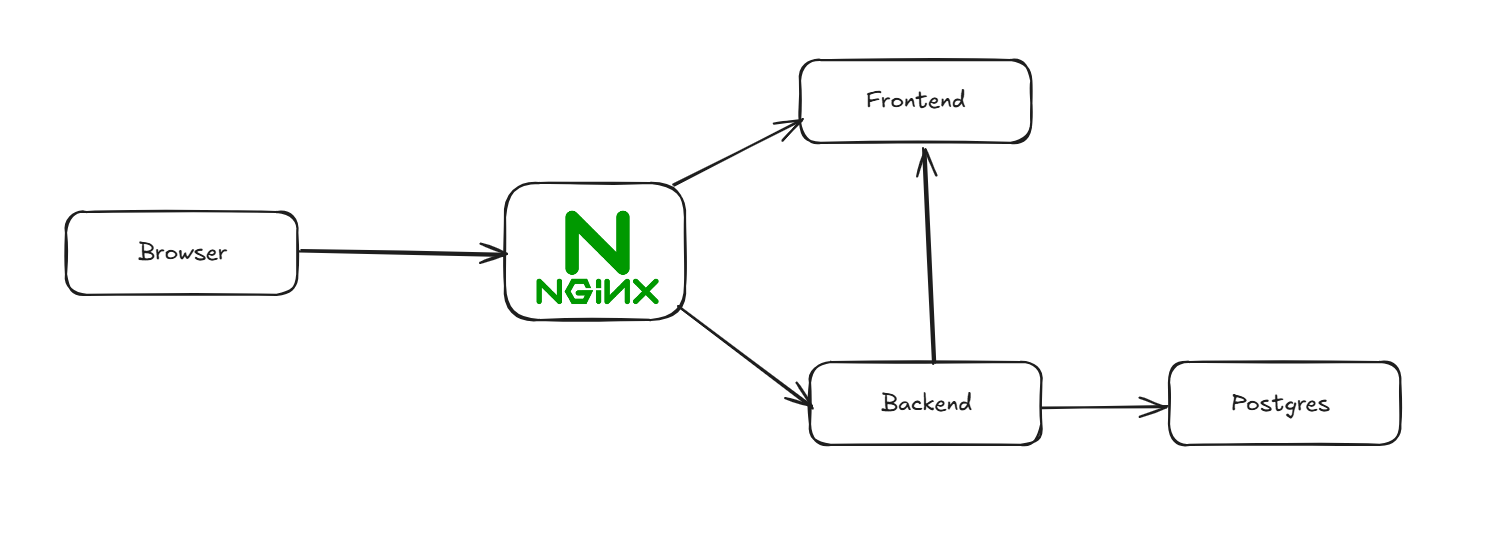 Frontend
Browser
N
NGiNX
Backend
Postgres